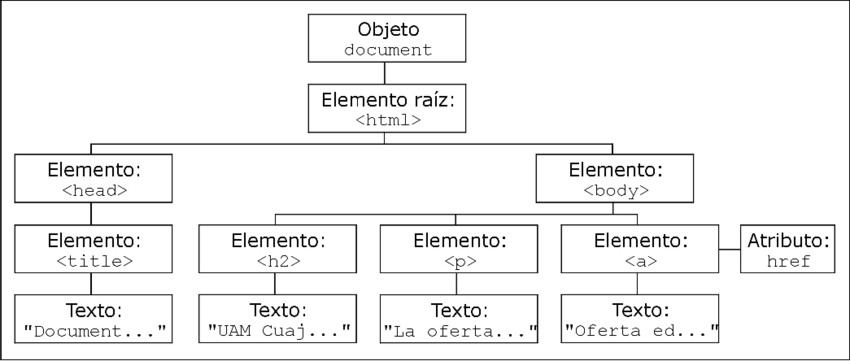 Objeto
document
Elemento raíz:
<html>
Elemento:
<head>
Elemento:
<body>
Elemento:
<title>
Elemento:
<h2>
Elemento:
<p>
Elemento:
<a>
Atributo:
href
Texto:
"Document..."
Texto:
"UAM Cuaj..."
Texto:
"La oferta..."
Texto:
"Oferta ed..."